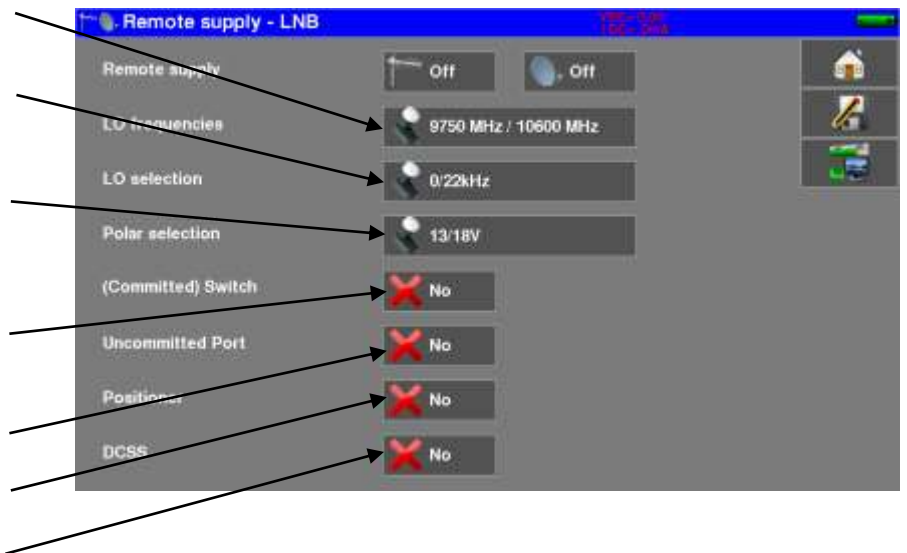 Remote supply - LNB
Remote supply Off Off
LO frequencies 9750 MHz / 10600 MHz
LO selection 0/22kHz
Polar selection 13/18V
(Committed) Switch No
Uncommitted Port No
Positioner No
DCSS No